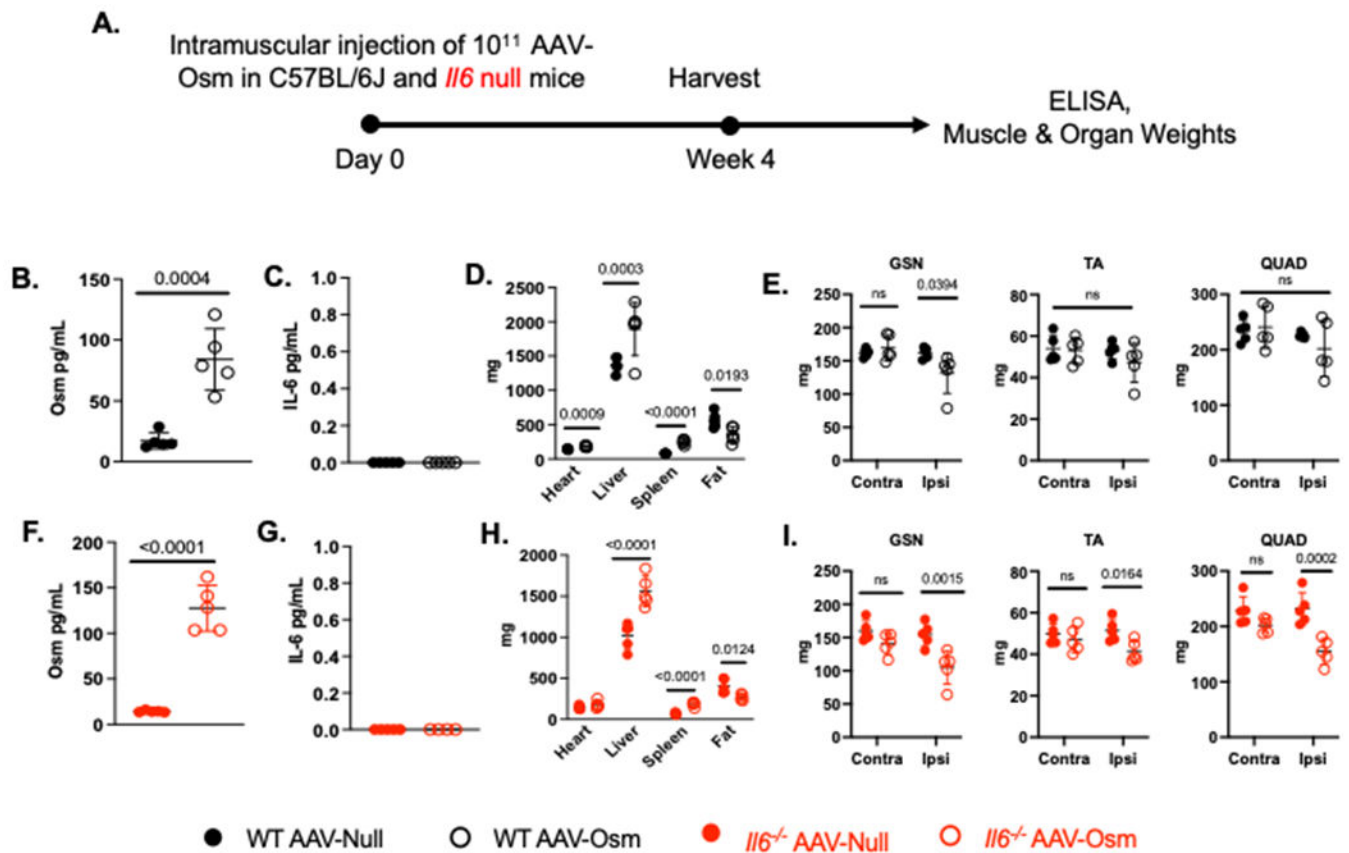 A.
Intramuscular injection of 10¹¹ AAV-
Osm in C57BL/6J and Il6 null mice
Harvest
Day 0
Week 4
ELISA,
Muscle & Organ Weights
B.
Osm pg/mL
150
100
50
0
0.0004
C.
IL-6 pg/mL
1.0
0.8
0.6
0.4
0.2
0.0
D.
mg
2500
2000
1500
1000
500
0
0.0009
0.0003
<0.0001
0.0193
Heart
Liver
Spleen
Fat
E.
GSN
mg
250
200
150
100
50
0
ns
0.0394
Contra
Ipsi
TA
mg
80
60
40
20
0
ns
Contra
Ipsi
QUAD
mg
300
200
100
0
ns
Contra
Ipsi
F.
Osm pg/mL
200
150
100
50
0
<0.0001
G.
IL-6 pg/mL
1.0
0.8
0.6
0.4
0.2
0.0
H.
mg
2000
1500
1000
500
0
<0.0001
<0.0001
0.0124
Heart
Liver
Spleen
Fat
I.
GSN
mg
250
200
150
100
50
0
ns
0.0015
Contra
Ipsi
TA
mg
80
60
40
20
0
ns
0.0164
Contra
Ipsi
QUAD
mg
300
200
100
0
ns
0.0002
Contra
Ipsi
WT AAV-Null
WT AAV-Osm
Il6⁻/⁻ AAV-Null
Il6⁻/⁻ AAV-Osm